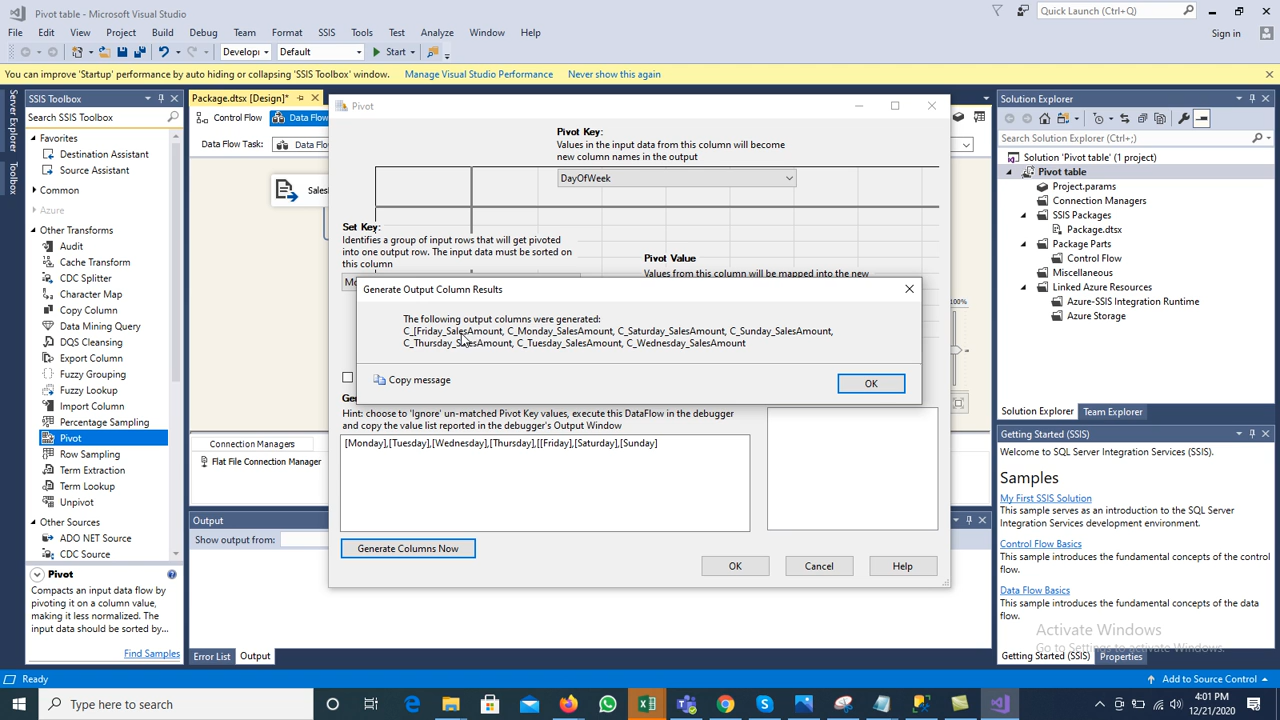 Pivot table - Microsoft Visual Studio
Quick Launch (Ctrl+Q)
File Edit View Project Build Debug Team Format SSIS Tools Test Analyze Window Help
Sign in
Develop Default Start
You can improve 'Startup' performance by auto hiding or collapsing 'SSIS Toolbox' window. Manage Visual Studio Performance Never show this again
Server Explorer
Toolbox
SSIS Toolbox
Search SSIS Toolbox
Favorites
Destination Assistant
Source Assistant
Common
Azure
Other Transforms
Audit
Cache Transform
CDC Splitter
Character Map
Copy Column
Data Mining Query
DQS Cleansing
Export Column
Fuzzy Grouping
Fuzzy Lookup
Import Column
Percentage Sampling
Pivot
Row Sampling
Term Extraction
Term Lookup
Unpivot
Other Sources
ADO NET Source
CDC Source
Pivot
Compacts an input data flow by
pivoting it on a column value,
making it less normalized. The
input data should be sorted by...
Find Samples
Package.dtsx [Design]*
Control Flow Data Flow
Data Flow Task: Data Flo
Sales
Connection Managers
Flat File Connection Manager
Output
Show output from:
Error List Output
Pivot
Pivot Key:
Values in the input data from this column will become
new column names in the output
DayOfWeek
Set Key:
Identifies a group of input rows that will get pivoted
into one output row. The input data must be sorted on
this column
Pivot Value
Values from this column will be mapped into the new
100%
Generate Output Column Results
The following output columns were generated:
C_[Friday_SalesAmount, C_Monday_SalesAmount, C_Saturday_SalesAmount, C_Sunday_SalesAmount,
C_Thursday_SalesAmount, C_Tuesday_SalesAmount, C_Wednesday_SalesAmount
Copy message
OK
Hint: choose to 'Ignore' un-matched Pivot Key values, execute this DataFlow in the debugger
and copy the value list reported in the debugger's Output Window
[Monday],[Tuesday],[Wednesday],[Thursday],[[Friday],[Saturday],[Sunday]
Generate Columns Now
OK Cancel Help
Solution Explorer
Search Solution Explorer (Ctrl+;)
Solution 'Pivot table' (1 project)
Pivot table
Project.params
Connection Managers
SSIS Packages
Package.dtsx
Package Parts
Control Flow
Miscellaneous
Linked Azure Resources
Azure-SSIS Integration Runtime
Azure Storage
Solution Explorer Team Explorer
Getting Started (SSIS)
Welcome to SQL Server Integration Services (SSIS).
Samples
My First SSIS Solution
This sample serves as an introduction to the SQL Server
Integration Services development environment.
Control Flow Basics
This sample introduces the fundamental concepts of the control
flow.
Data Flow Basics
This sample introduces the fundamental concepts of the data
flow.
Activate Windows
Go to Settings to activate Windows.
Getting Started (SSIS) Properties
Ready
Add to Source Control
Type here to search
4:01 PM
12/21/2020